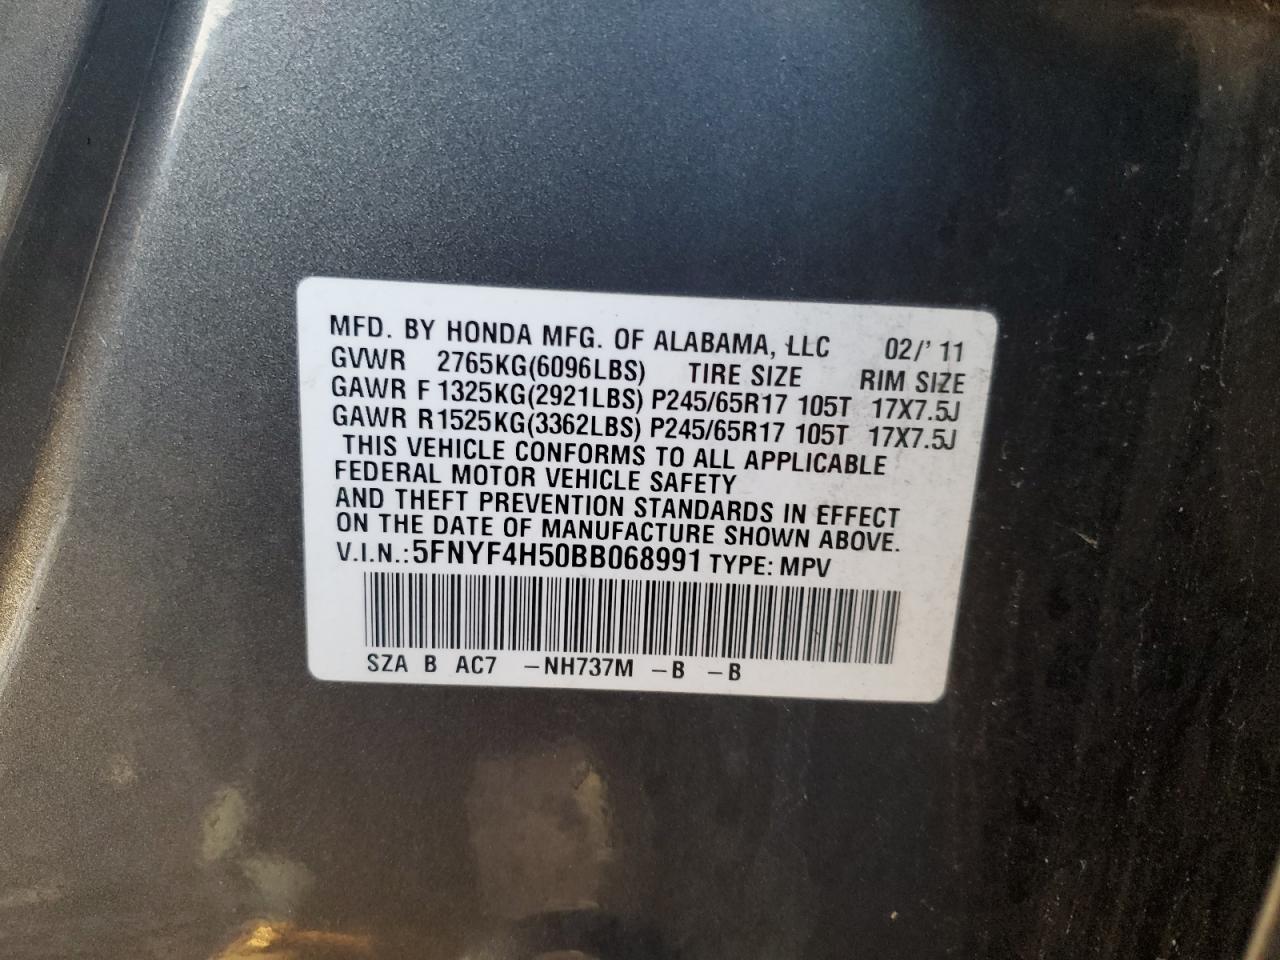 MFD. BY HONDA MFG. OF ALABAMA, LLC 02/'11
GVWR 2765KG(6096LBS) TIRE SIZE RIM SIZE
GAWR F 1325KG(2921LBS) P245/65R17 105T 17X7.5J
GAWR R1525KG(3362LBS) P245/65R17 105T 17X7.5J
THIS VEHICLE CONFORMS TO ALL APPLICABLE
FEDERAL MOTOR VEHICLE SAFETY
AND THEFT PREVENTION STANDARDS IN EFFECT
ON THE DATE OF MANUFACTURE SHOWN ABOVE.
V.I.N.:5FNYF4H50BB068991 TYPE: MPV
SZA B AC7 -NH737M -B -B